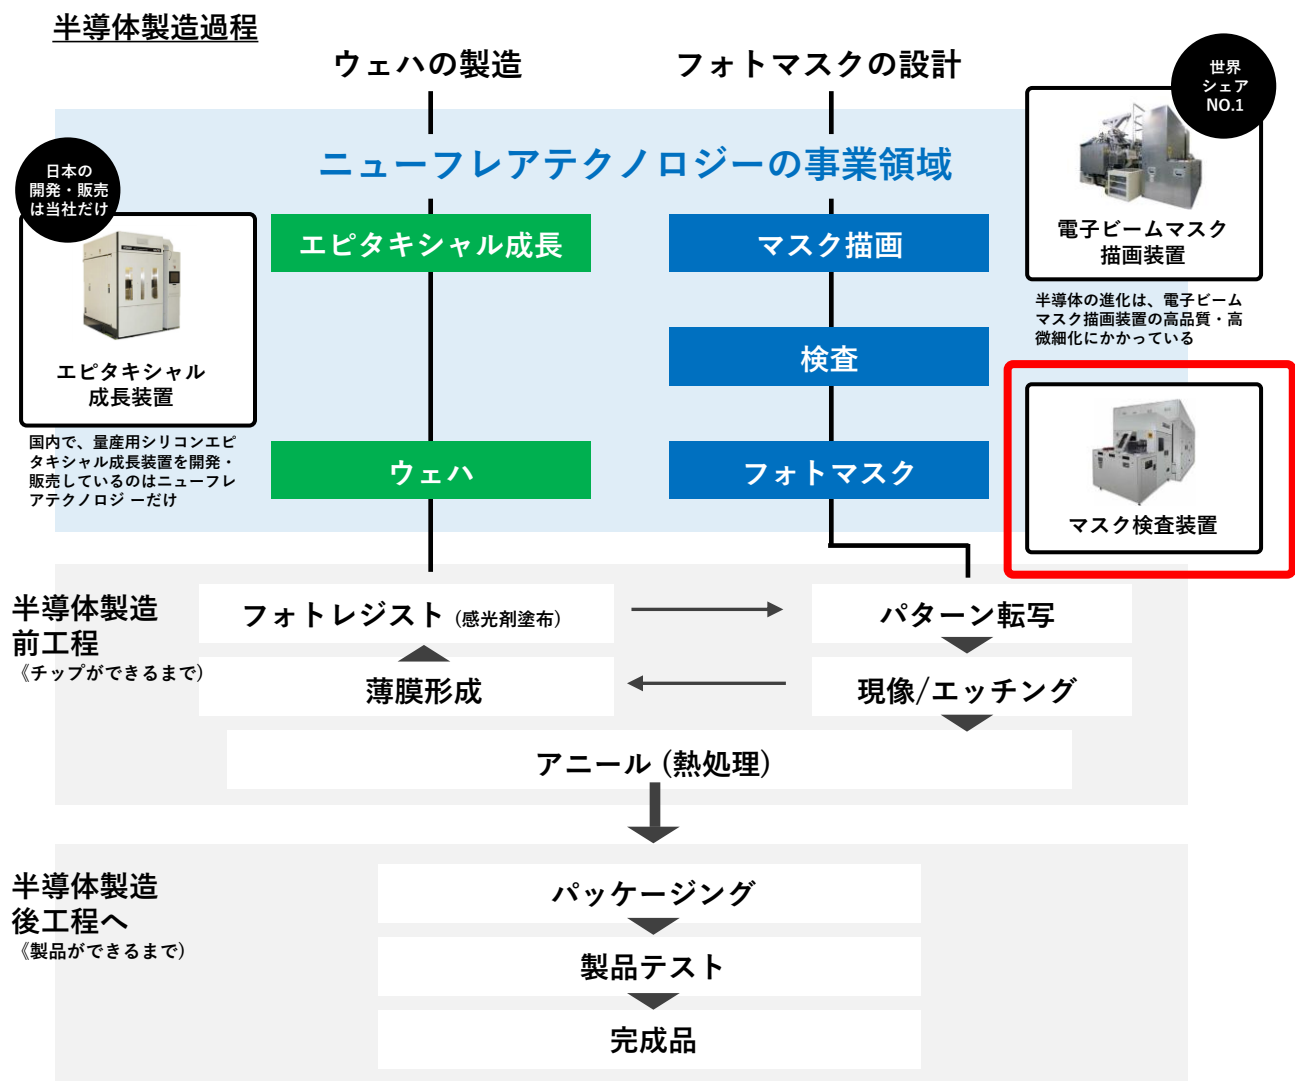 半導体製造過程
ウェハの製造
フォトマスクの設計
世界
シェア
NO.1
ニューフレアテクノロジーの事業領域
日本の
開発・販売
は当社だけ
エピタキシャル成長
マスク描画
電子ビームマスク
描画装置
半導体の進化は、電子ビーム
マスク描画装置の高品質・高
微細化にかかっている
検査
エピタキシャル
成長装置
国内で、量産用シリコンエピ
タキシャル成長装置を開発・
販売しているのはニューフレ
アテクノロジ ーだけ
ウェハ
フォトマスク
マスク検査装置
半導体製造
前工程
《チップができるまで》
フォトレジスト (感光剤塗布)
パターン転写
薄膜形成
現像/エッチング
アニール (熱処理)
半導体製造
後工程へ
《製品ができるまで》
パッケージング
製品テスト
完成品